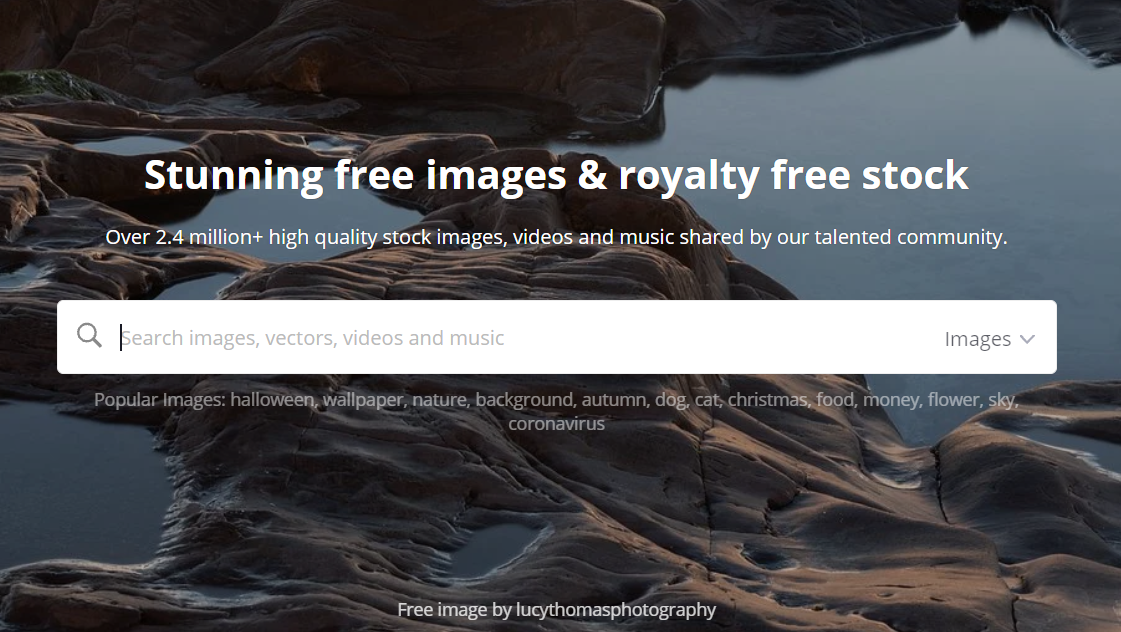 Stunning free images & royalty free stock
Over 2.4 million+ high quality stock images, videos and music shared by our talented community.
Search images, vectors, videos and music
Images
Popular Images: halloween, wallpaper, nature, background, autumn, dog, cat, christmas, food, money, flower, sky,
coronavirus
Free image by lucythomasphotography